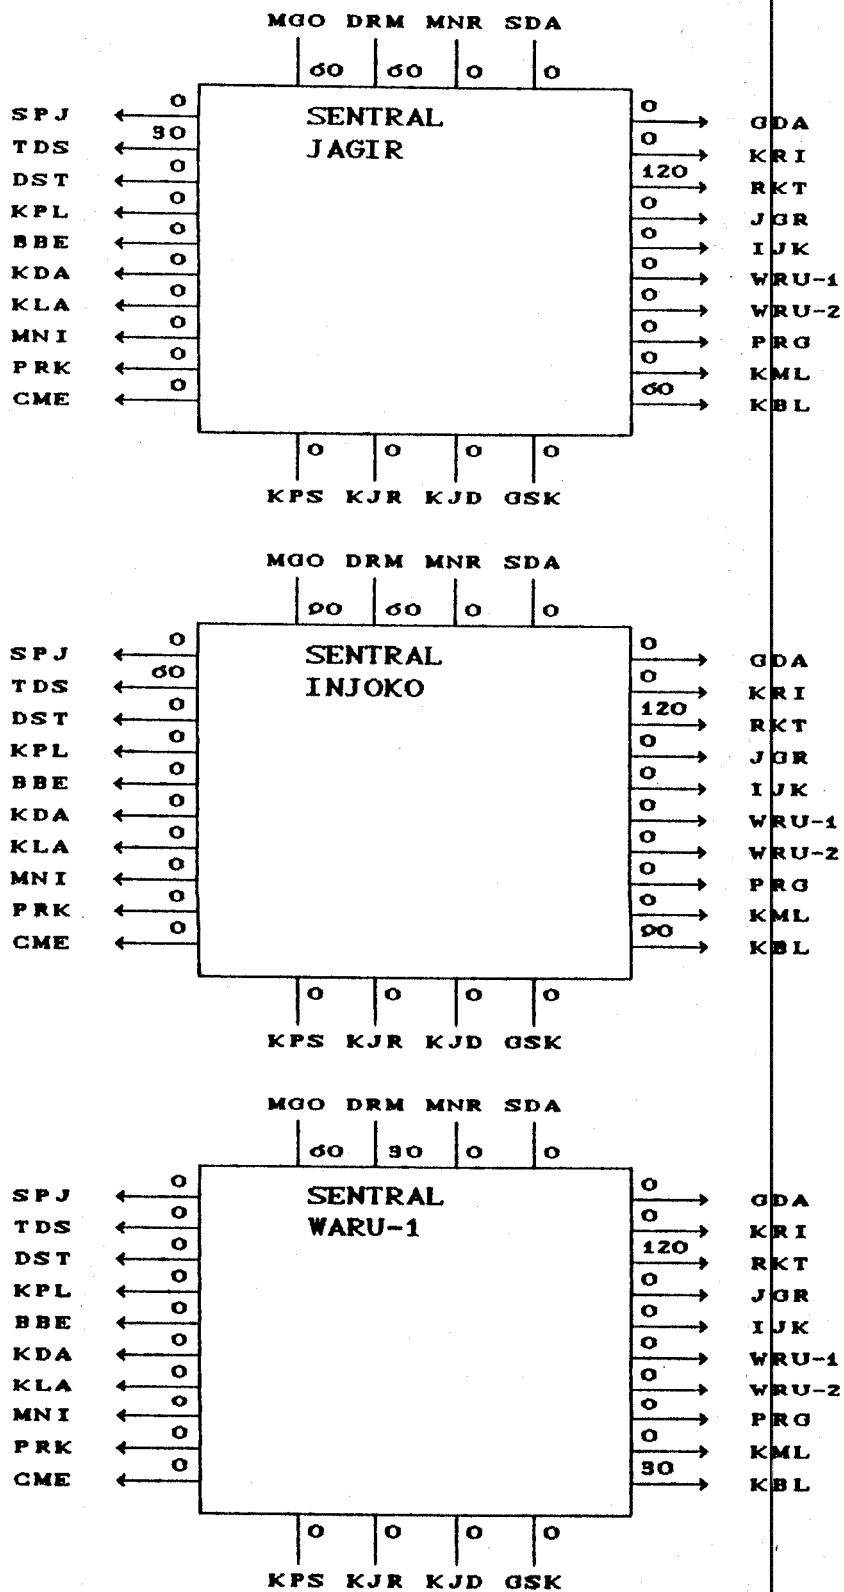 MGO DRM MNR SDA
60 60 0 0
SENTRAL
JAGIR
SPJ 0 0 GDA
TDS 30 0 KRI
DST 0 120 RKT
KPL 0 0 JGR
BBE 0 0 IJK
KDA 0 0 WRU-1
KLA 0 0 WRU-2
MNI 0 0 PRG
PRK 0 0 KML
CME 0 60 KBL
0 0 0 0
KPS KJR KJD GSK
MGO DRM MNR SDA
90 60 0 0
SENTRAL
INJOKO
SPJ 0 0 GDA
TDS 60 0 KRI
DST 0 120 RKT
KPL 0 0 JGR
BBE 0 0 IJK
KDA 0 0 WRU-1
KLA 0 0 WRU-2
MNI 0 0 PRG
PRK 0 0 KML
CME 0 90 KBL
0 0 0 0
KPS KJR KJD GSK
MGO DRM MNR SDA
60 30 0 0
SENTRAL
WARU-1
SPJ 0 0 GDA
TDS 0 0 KRI
DST 0 120 RKT
KPL 0 0 JGR
BBE 0 0 IJK
KDA 0 0 WRU-1
KLA 0 0 WRU-2
MNI 0 0 PRG
PRK 0 0 KML
CME 0 30 KBL
0 0 0 0
KPS KJR KJD GSK